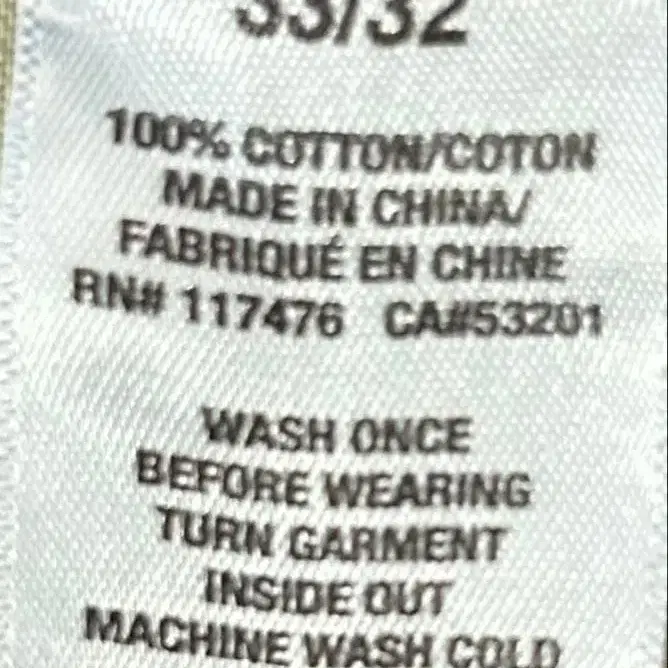 33/32
100% COTTON/COTON
MADE IN CHINA/
FABRIQUÉ EN CHINE
RN# 117476 CA#53201
WASH ONCE
BEFORE WEARING
TURN GARMENT
INSIDE OUT
MACHINE WASH COLD